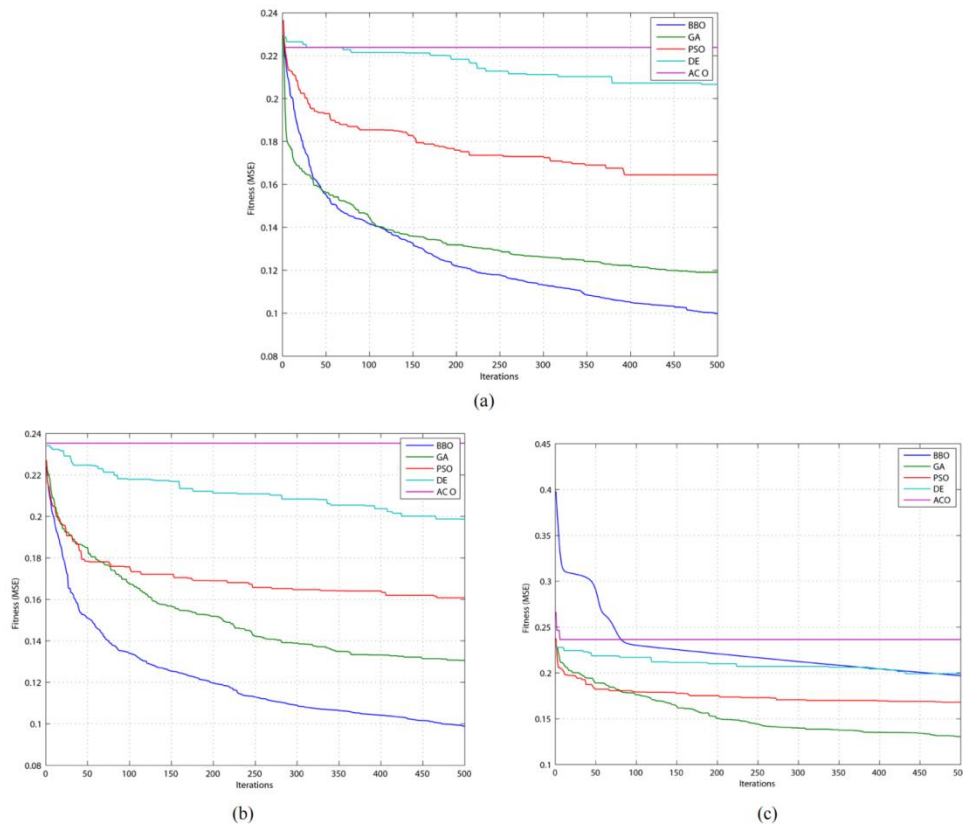 0.24
0.22
0.2
0.18
0.16
0.14
0.12
0.1
0.08
Fitness (MSE)
BBO
GA
PSO
DE
AC O
0 50 100 150 200 250 300 350 400 450 500
Iterations
(a)
0.24
0.22
0.2
0.18
0.16
0.14
0.12
0.1
0.08
Fitness (MSE)
BBO
GA
PSO
DE
AC O
0 50 100 150 200 250 300 350 400 450 500
Iterations
(b)
0.45
0.4
0.35
0.3
0.25
0.2
0.15
0.1
Fitness (MSE)
BBO
GA
PSO
DE
ACO
0 50 100 150 200 250 300 350 400 450 500
Iterations
(c)